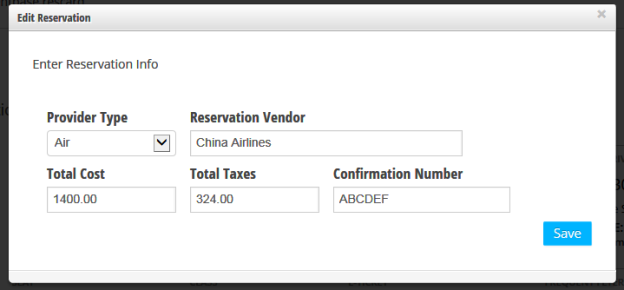 Edit Reservation
×
Enter Reservation Info
Provider Type Reservation Vendor
Air China Airlines
Total Cost Total Taxes Confirmation Number
1400.00 324.00 ABCDEF
Save